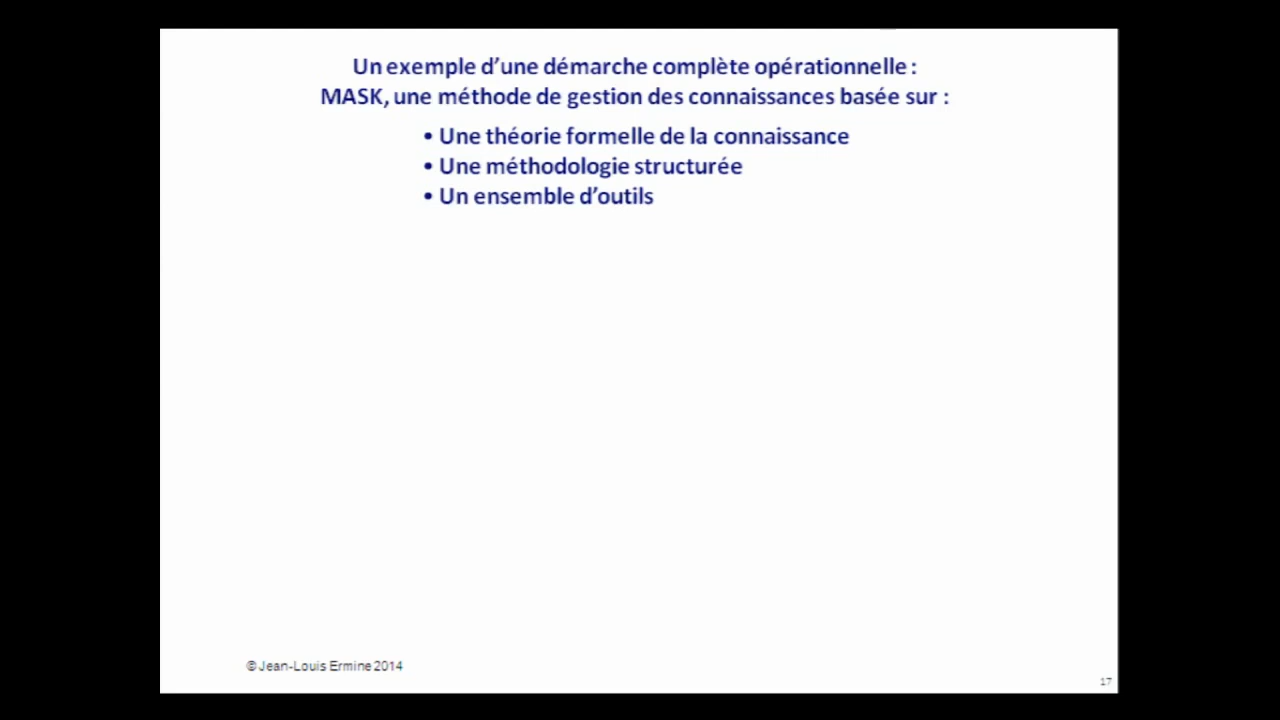 Un exemple d’une démarche complète opérationnelle :
MASK, une méthode de gestion des connaissances basée sur :
• Une théorie formelle de la connaissance
• Une méthodologie structurée
• Un ensemble d’outils
© Jean-Louis Ermine 2014
17